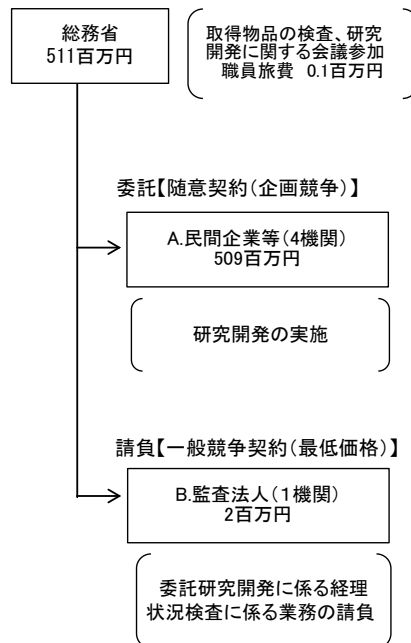 総務省
511百万円
取得物品の検査、研究
開発に関する会議参加
職員旅費 0.1百万円
委託【随意契約(企画競争)】
A.民間企業等(4機関)
509百万円
研究開発の実施
請負【一般競争契約(最低価格)】
B.監査法人(1機関)
2百万円
委託研究開発に係る経理
状況検査に係る業務の請負